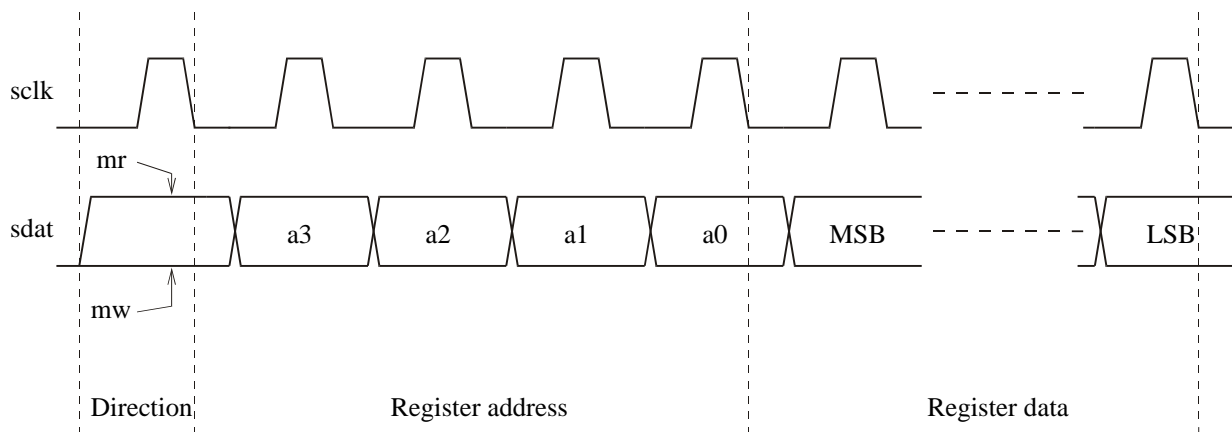 sclk
mr
sdat
a3 a2 a1 a0 MSB LSB
mw
Direction Register address Register data